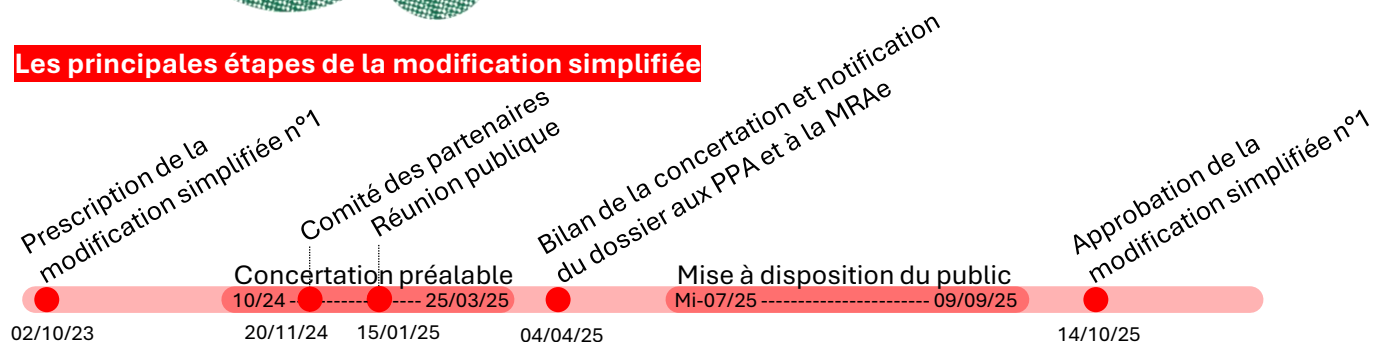 Les principales étapes de la modification simplifiée
Prescription de la
modification simplifiée n°1
Comité des partenaires
Réunion publique
Bilan de la concertation et notification
du dossier aux PPA et à la MRAe
Approbation de la
modification simplifiée n°1
Concertation préalable
Mise à disposition du public
10/24 ------------- 25/03/25
Mi-07/25 ------------------------ 09/09/25
02/10/23
20/11/24
15/01/25
04/04/25
14/10/25